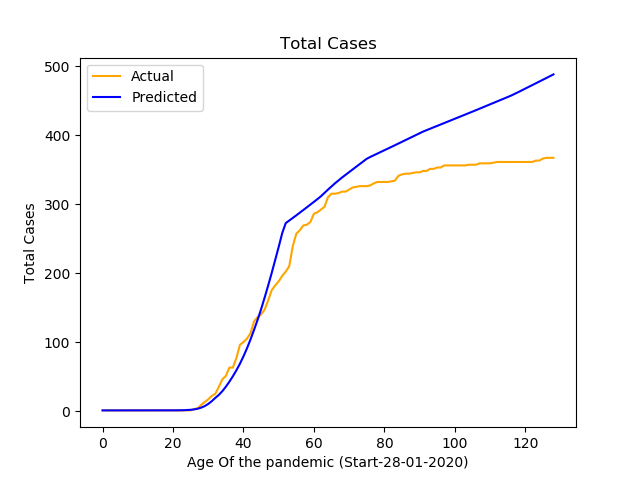 Total Cases
Actual
Predicted
500
400
300
200
100
0
Total Cases
0 20 40 60 80 100 120
Age Of the pandemic (Start-28-01-2020)